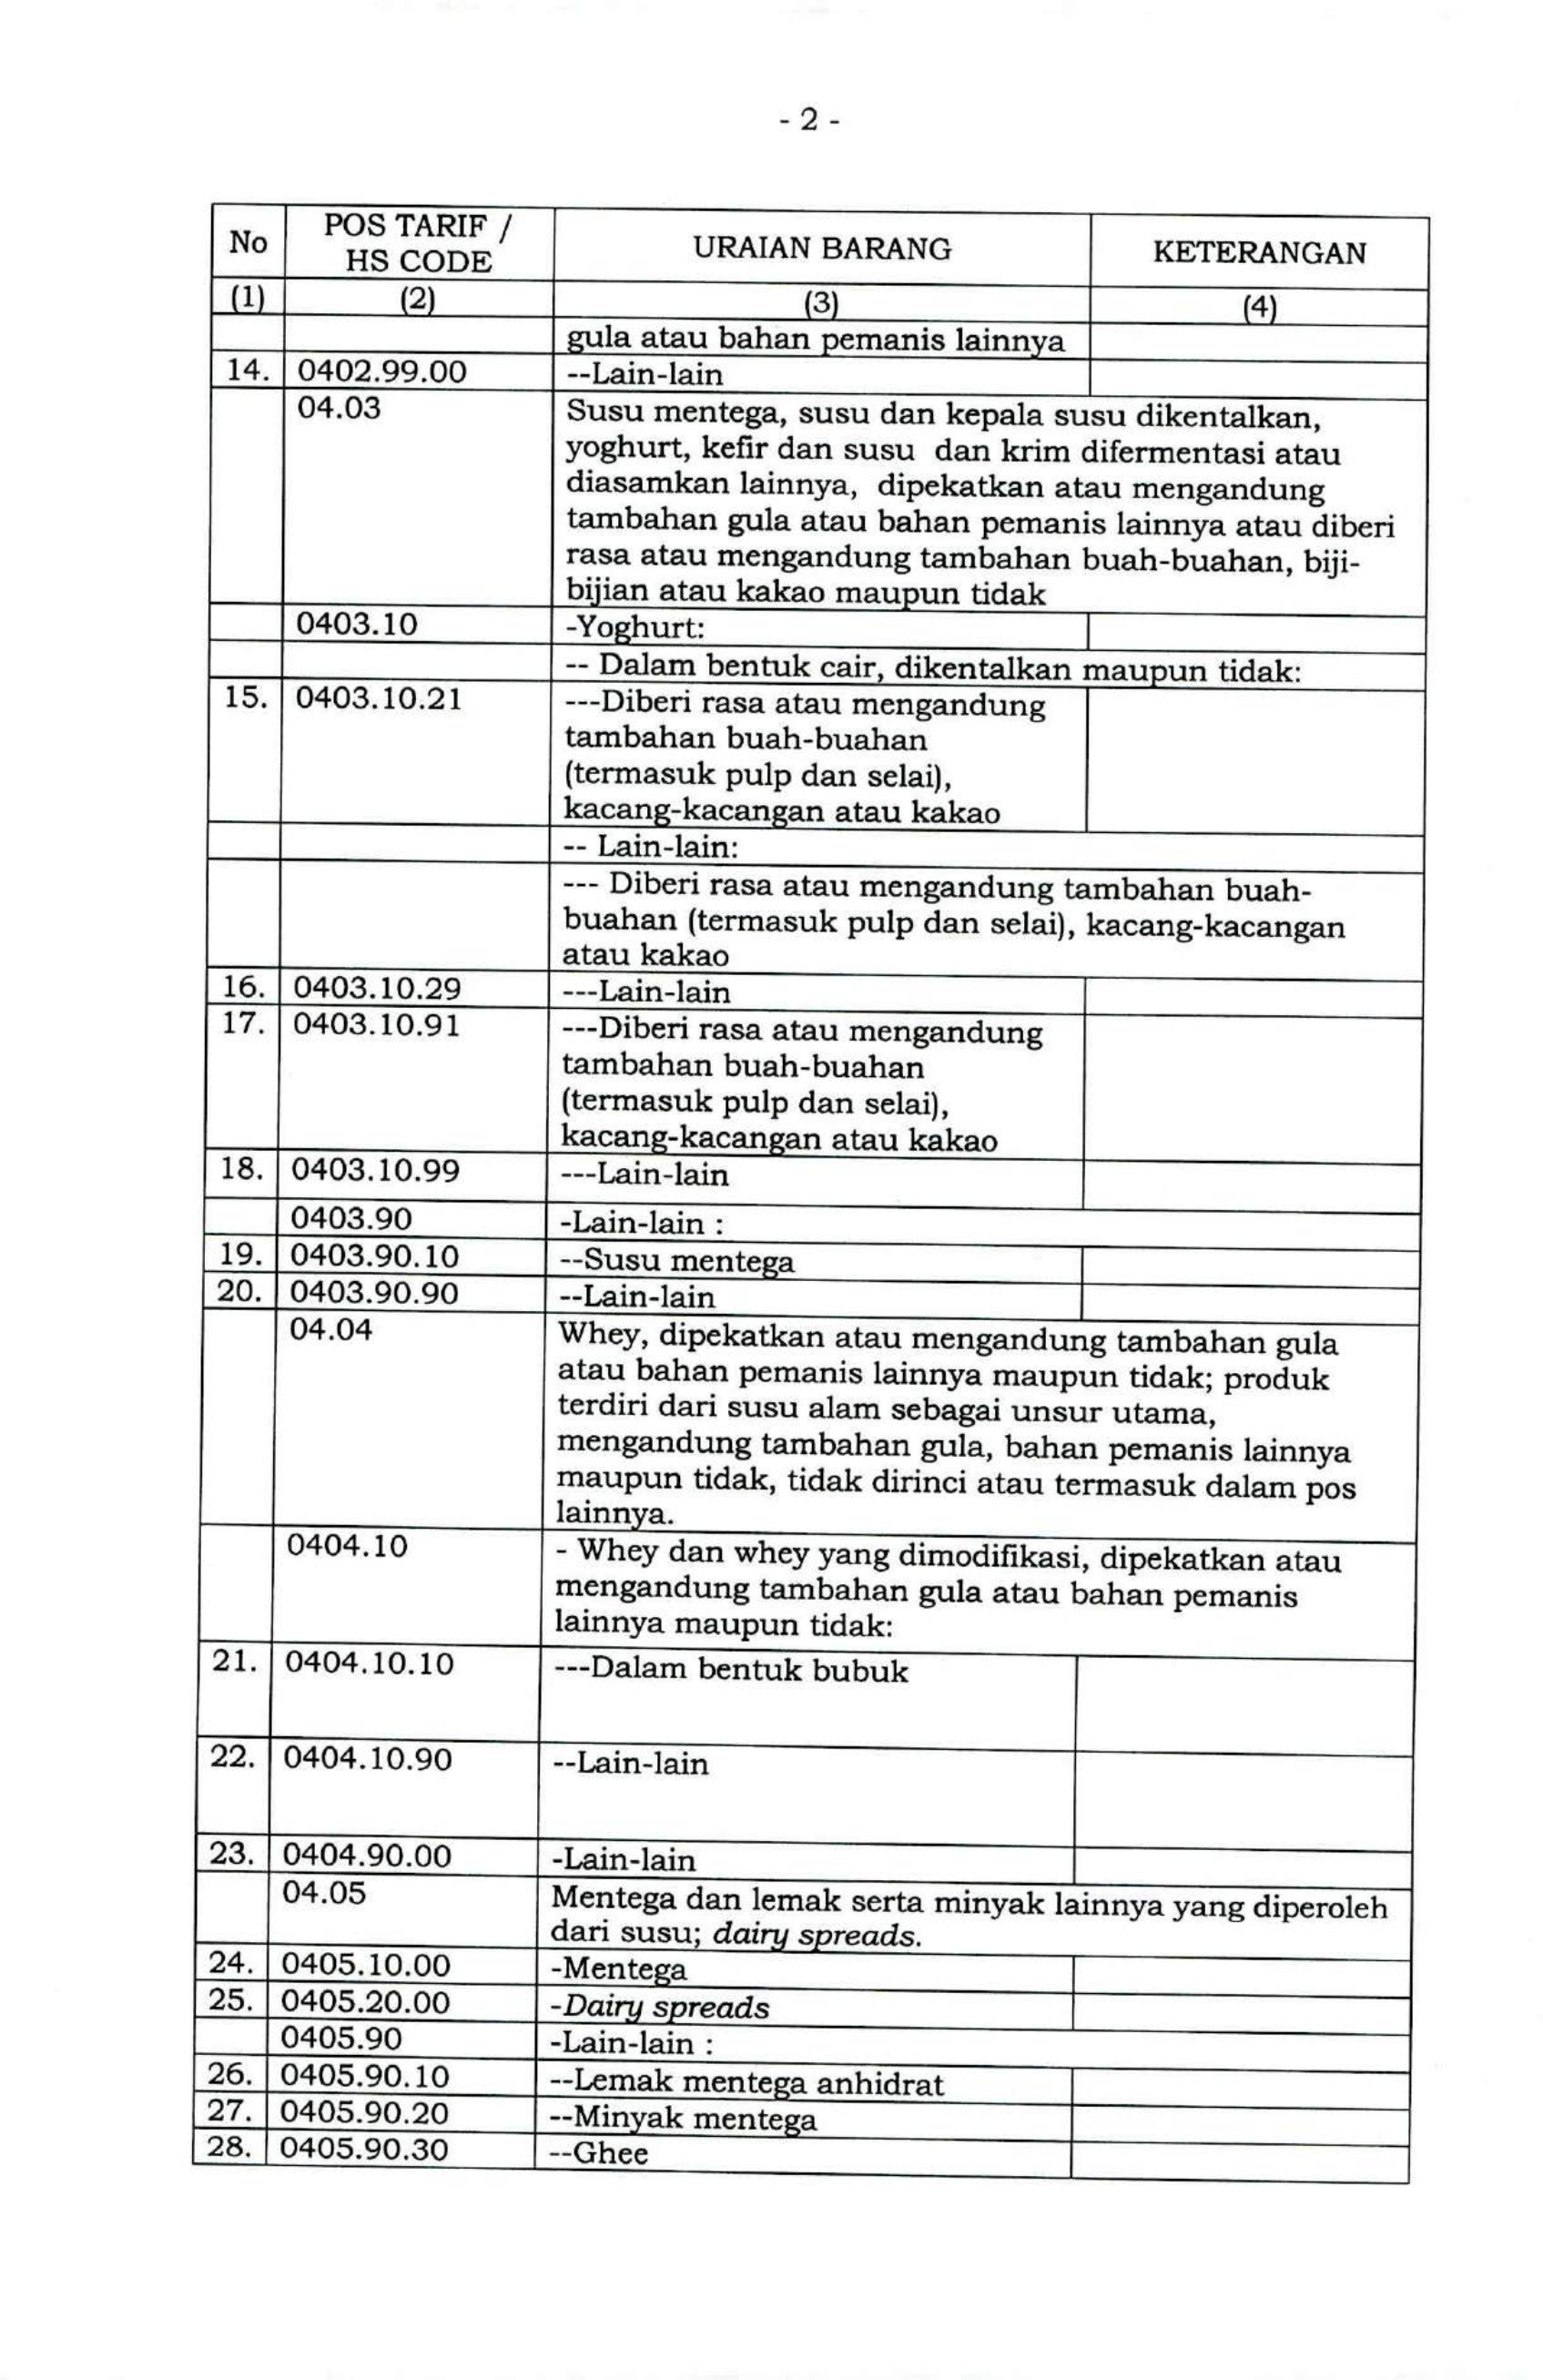 - 2 -
No
POS TARIF /
HS CODE
URAIAN BARANG
KETERANGAN
(1)
(2)
(3)
(4)
gula atau bahan pemanis lainnya
14. 0402.99.00 --Lain-lain
04.03 Susu mentega, susu dan kepala susu dikentalkan,
yoghurt, kefir dan susu dan krim difermentasi atau
diasamkan lainnya, dipekatkan atau mengandung
tambahan gula atau bahan pemanis lainnya atau diberi
rasa atau mengandung tambahan buah-buahan, biji-
bijian atau kakao maupun tidak
0403.10 -Yoghurt:
-- Dalam bentuk cair, dikentalkan maupun tidak:
15. 0403.10.21 ---Diberi rasa atau mengandung
tambahan buah-buahan
(termasuk pulp dan selai),
kacang-kacangan atau kakao
-- Lain-lain:
--- Diberi rasa atau mengandung tambahan buah-
buahan (termasuk pulp dan selai), kacang-kacangan
atau kakao
16. 0403.10.29 ---Lain-lain
17. 0403.10.91 ---Diberi rasa atau mengandung
tambahan buah-buahan
(termasuk pulp dan selai),
kacang-kacangan atau kakao
18. 0403.10.99 ---Lain-lain
0403.90 -Lain-lain :
19. 0403.90.10 --Susu mentega
20. 0403.90.90 --Lain-lain
04.04 Whey, dipekatkan atau mengandung tambahan gula
atau bahan pemanis lainnya maupun tidak; produk
terdiri dari susu alam sebagai unsur utama,
mengandung tambahan gula, bahan pemanis lainnya
maupun tidak, tidak dirinci atau termasuk dalam pos
lainnya.
0404.10 - Whey dan whey yang dimodifikasi, dipekatkan atau
mengandung tambahan gula atau bahan pemanis
lainnya maupun tidak:
21. 0404.10.10 ---Dalam bentuk bubuk
22. 0404.10.90 --Lain-lain
23. 0404.90.00 -Lain-lain
04.05 Mentega dan lemak serta minyak lainnya yang diperoleh
dari susu; dairy spreads.
24. 0405.10.00 -Mentega
25. 0405.20.00 -Dairy spreads
0405.90 -Lain-lain :
26. 0405.90.10 --Lemak mentega anhidrat
27. 0405.90.20 --Minyak mentega
28. 0405.90.30 --Ghee